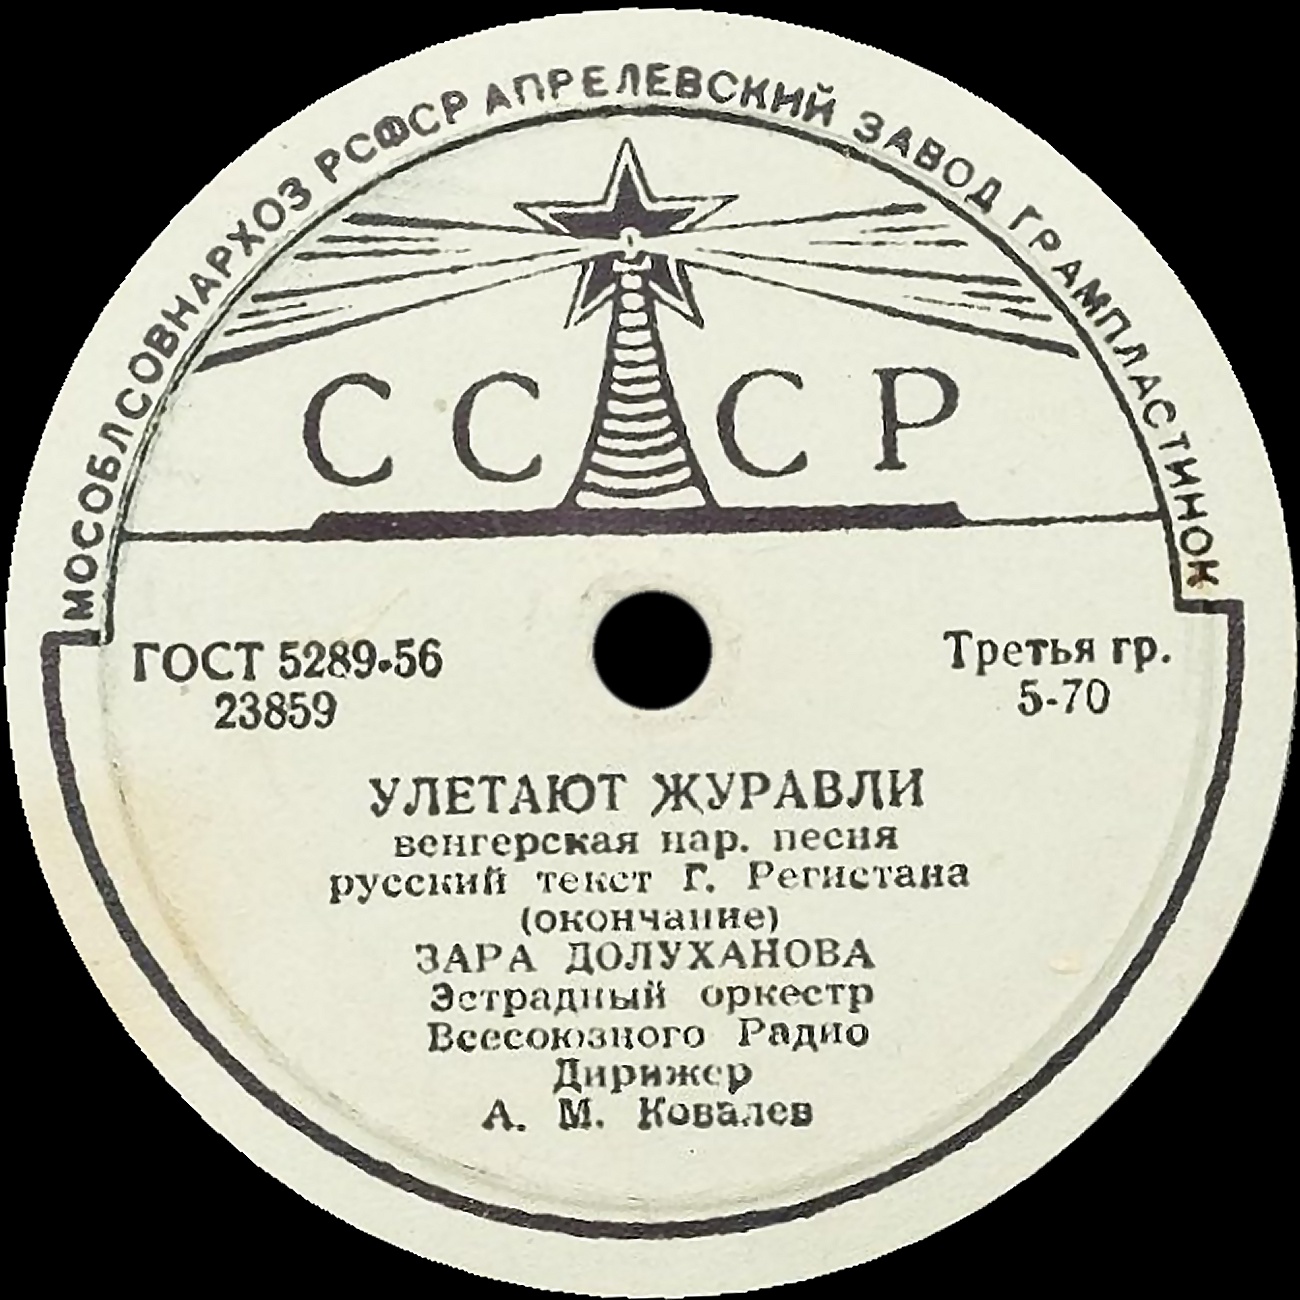 МОСОБЛСОВНАРХОЗ РСФСР АПРЕЛЕВСКИЙ ЗАВОД ГРАМПЛАСТИНОК
СССР
ГОСТ 5289-56
23859
Третья гр.
5-70
УЛЕТАЮТ ЖУРАВЛИ
венгерская нар. песня
русский текст Г. Регистана
(окончание)
ЗАРА ДОЛУХАНОВА
Эстрадный оркестр
Всесоюзного Радио
Дирижер
А. М. Ковалев